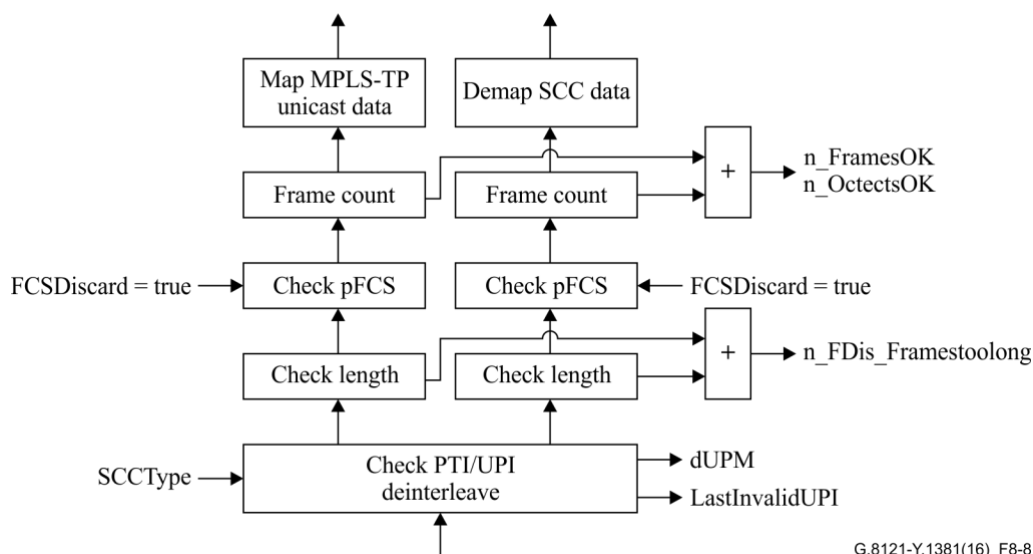 Map MPLS-TP
unicast data
Demap SCC data
n_FramesOK
n_OctectsOK
+
Frame count
Frame count
FCSDiscard = true
Check pFCS
Check pFCS
FCSDiscard = true
+
n_FDis_Framestoolong
Check length
Check length
SCCType
Check PTI/UPI
deinterleave
dUPM
LastInvalidUPI
G.8121-Y.1381(16)_F8-8